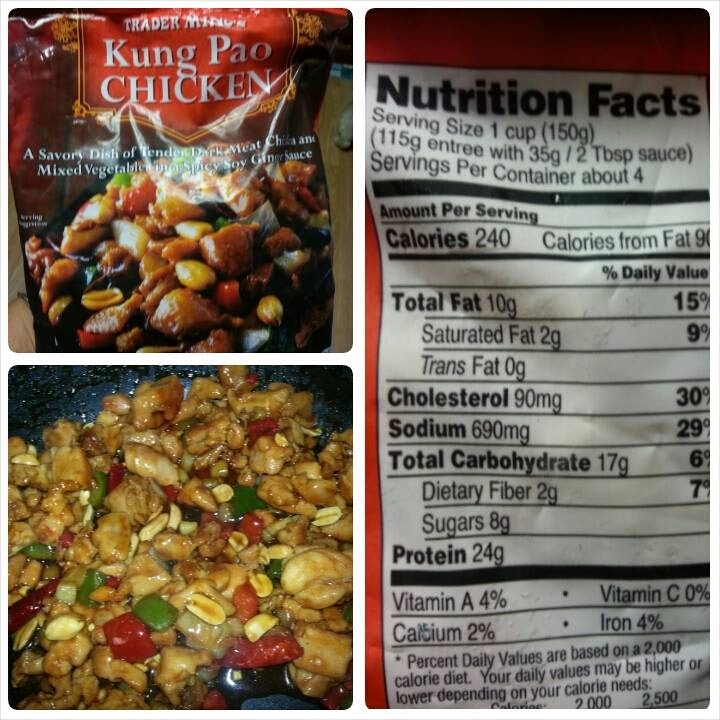 TRADER MING'S
Kung Pao
CHICKEN
A Savory Dish of Tender Dark Meat Chicken and
Mixed Vegetables in a Spicy Soy Ginger Sauce
Nutrition Facts
Serving Size 1 cup (150g)
(115g entree with 35g / 2 Tbsp sauce)
Servings Per Container about 4
Amount Per Serving
Calories 240 Calories from Fat 90
% Daily Value
Total Fat 10g 15%
Saturated Fat 2g 9%
Trans Fat 0g
Cholesterol 90mg 30%
Sodium 690mg 29%
Total Carbohydrate 17g 6%
Dietary Fiber 2g 7%
Sugars 8g
Protein 24g
Vitamin A 4% • Vitamin C 0%
Calcium 2% • Iron 4%
* Percent Daily Values are based on a 2,000
calorie diet. Your daily values may be higher or
lower depending on your calorie needs:
Calories: 2,000 2,500